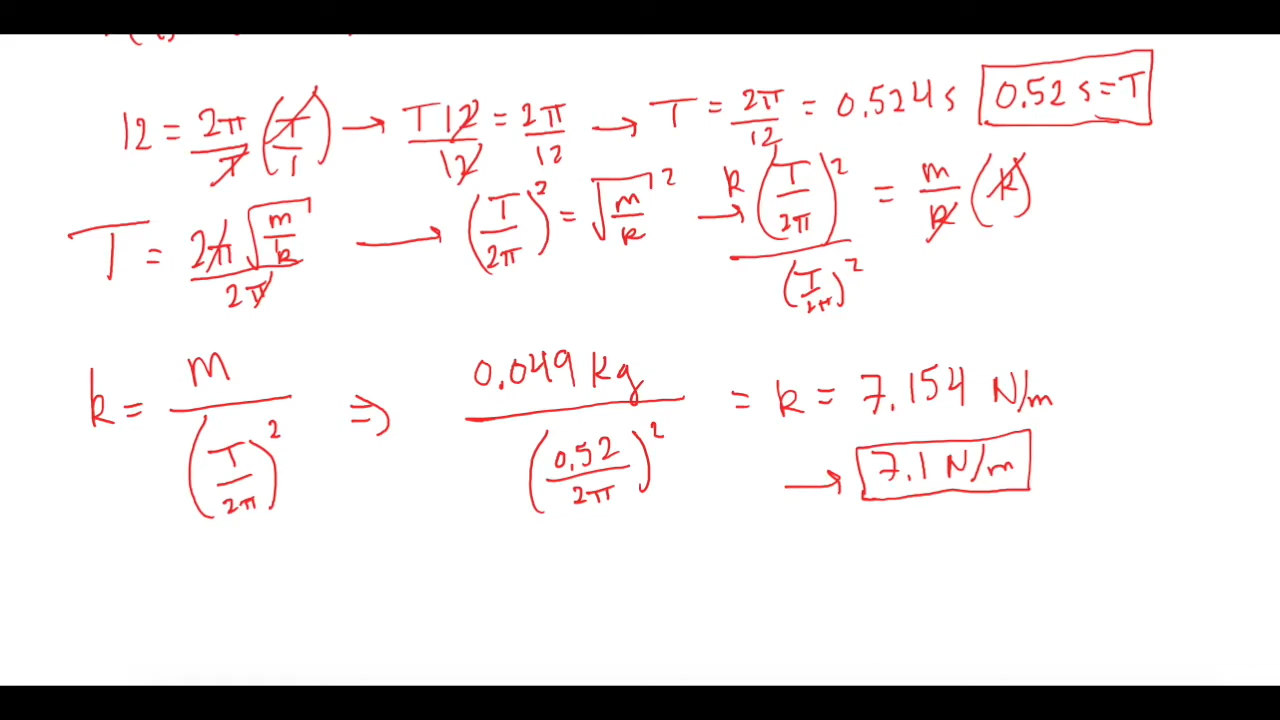 12 = 2π/T (T/1) → T12/12 = 2π/12 → T = 2π/12 = 0.524 s 0.52 s = T
T = 2π√(m/k)/2π → (T/2π)² = √(m/k)² → k(T/2π)²/(T/2π)² = m/k (k)
k = m/(T/2π)² ⇒ 0.049 kg/(0.52/2π)² = k = 7.154 N/m
→ 7.1 N/m